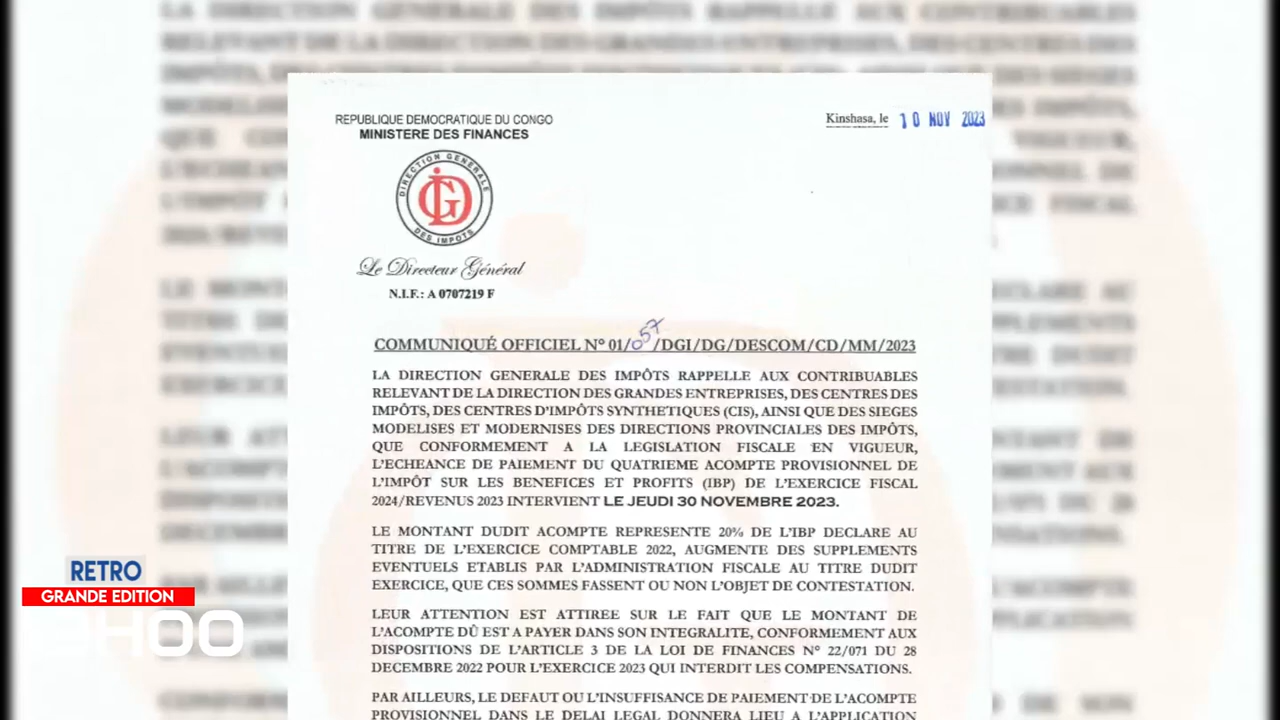 REPUBLIQUE DEMOCRATIQUE DU CONGO
MINISTERE DES FINANCES
Kinshasa, le 10 NOV 2023
DIRECTION GENERALE
DES IMPOTS
Le Directeur Général
N.I.F.: A 0707219 F
COMMUNIQUÉ OFFICIEL N° 01/057/DGI/DG/DESCOM/CD/MM/2023
LA DIRECTION GENERALE DES IMPÔTS RAPPELLE AUX CONTRIBUABLES
RELEVANT DE LA DIRECTION DES GRANDES ENTREPRISES, DES CENTRES DES
IMPÔTS, DES CENTRES D'IMPÔTS SYNTHETIQUES (CIS), AINSI QUE DES SIEGES
MODELISES ET MODERNISES DES DIRECTIONS PROVINCIALES DES IMPÔTS,
QUE CONFORMEMENT A LA LEGISLATION FISCALE EN VIGUEUR,
L'ECHEANCE DE PAIEMENT DU QUATRIEME ACOMPTE PROVISIONNEL DE
L'IMPÔT SUR LES BENEFICES ET PROFITS (IBP) DE L'EXERCICE FISCAL
2024/REVENUS 2023 INTERVIENT LE JEUDI 30 NOVEMBRE 2023.
LE MONTANT DUDIT ACOMPTE REPRESENTE 20% DE L'IBP DECLARE AU
TITRE DE L'EXERCICE COMPTABLE 2022, AUGMENTE DES SUPPLEMENTS
EVENTUELS ETABLIS PAR L'ADMINISTRATION FISCALE AU TITRE DUDIT
EXERCICE, QUE CES SOMMES FASSENT OU NON L'OBJET DE CONTESTATION.
LEUR ATTENTION EST ATTIREE SUR LE FAIT QUE LE MONTANT DE
L'ACOMPTE DÛ EST A PAYER DANS SON INTEGRALITE, CONFORMEMENT AUX
DISPOSITIONS DE L'ARTICLE 3 DE LA LOI DE FINANCES N° 22/071 DU 28
DECEMBRE 2022 POUR L'EXERCICE 2023 QUI INTERDIT LES COMPENSATIONS.
PAR AILLEURS, LE DEFAUT OU L'INSUFFISANCE DE PAIEMENT DE L'ACOMPTE
PROVISIONNEL DANS LE DELAI LEGAL DONNERA LIEU A L'APPLICATION
RETRO
GRANDE EDITION